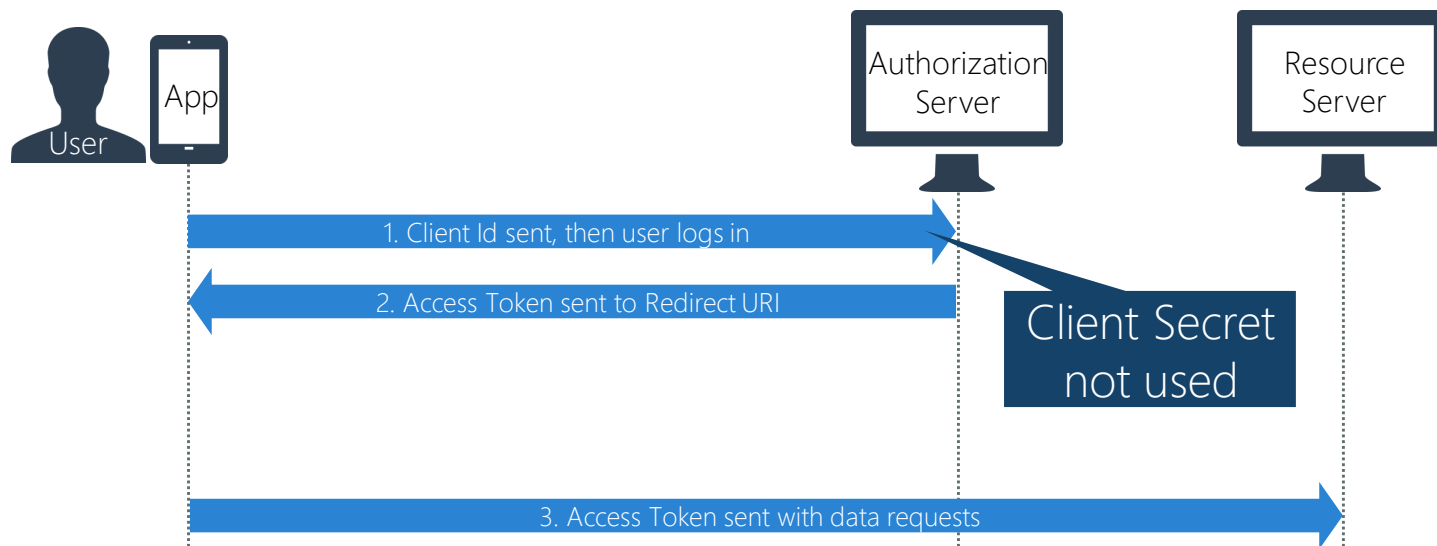 User
App
Authorization
Server
Resource
Server
1. Client Id sent, then user logs in
2. Access Token sent to Redirect URI
Client Secret
not used
3. Access Token sent with data requests